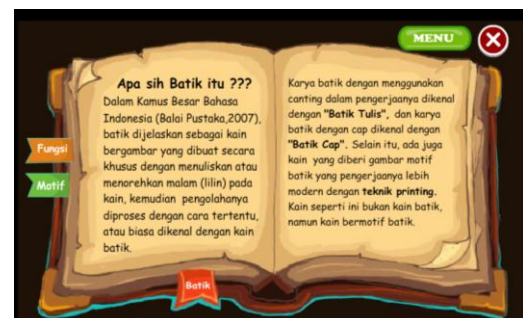 MENU
Apa sih Batik itu ???
Dalam Kamus Besar Bahasa
Indonesia (Balai Pustaka,2007),
batik dijelaskan sebagai kain
bergambar yang dibuat secara
khusus dengan menuliskan atau
menorehkan malam (lilin) pada
kain, kemudian pengolahanya
diproses dengan cara tertentu,
atau biasa dikenal dengan kain
batik.
Karya batik dengan menggunakan
canting dalam pengerjaanya dikenal
dengan "Batik Tulis", dan karya
batik dengan cap dikenal dengan
"Batik Cap". Selain itu, ada juga
kain yang diberi gambar motif
batik yang pengerjaanya lebih
modern dengan teknik printing.
Kain seperti ini bukan kain batik,
namun kain bermotif batik.
Fungsi
Motif
Batik